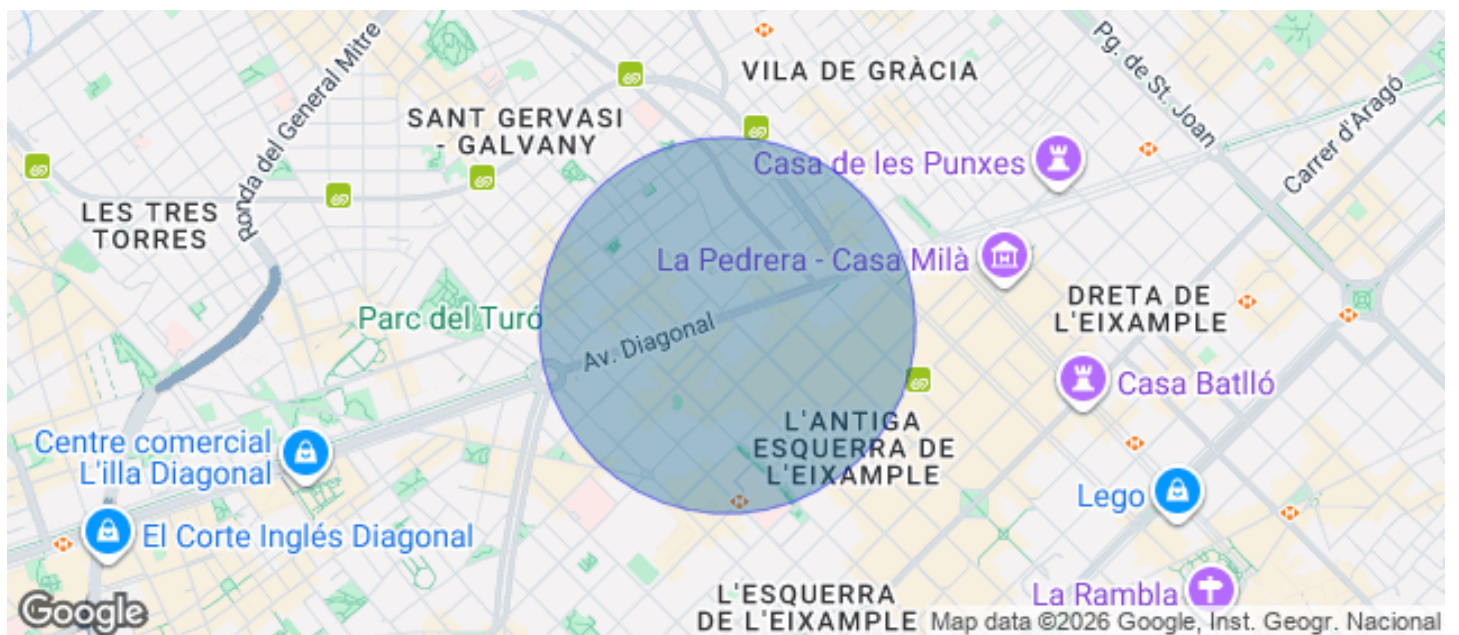 Ronda del General Mitre
VILA DE GRÀCIA
Pg. de St. Joan
Carrer d'Aragó
SANT GERVASI
- GALVANY
Casa de les Punxes
LES TRES
TORRES
La Pedrera - Casa Milà
DRETA DE
L'EIXAMPLE
Parc del Turó
Av. Diagonal
Casa Batlló
L'ANTIGA
ESQUERRA DE
L'EIXAMPLE
Centre comercial
L'illa Diagonal
Lego
El Corte Inglés Diagonal
L'ESQUERRA
DE L'EIXAMPLE
La Rambla
Google
Map data ©2026 Google, Inst. Geogr. Nacional